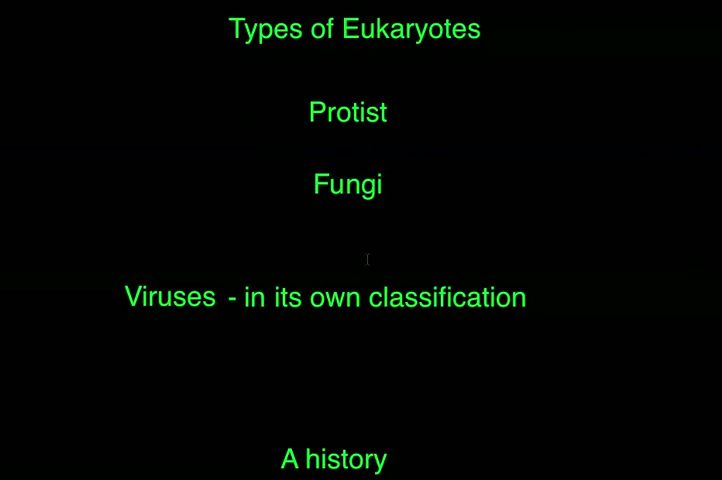 Types of Eukaryotes
Protist
Fungi
Viruses - in its own classification
A history